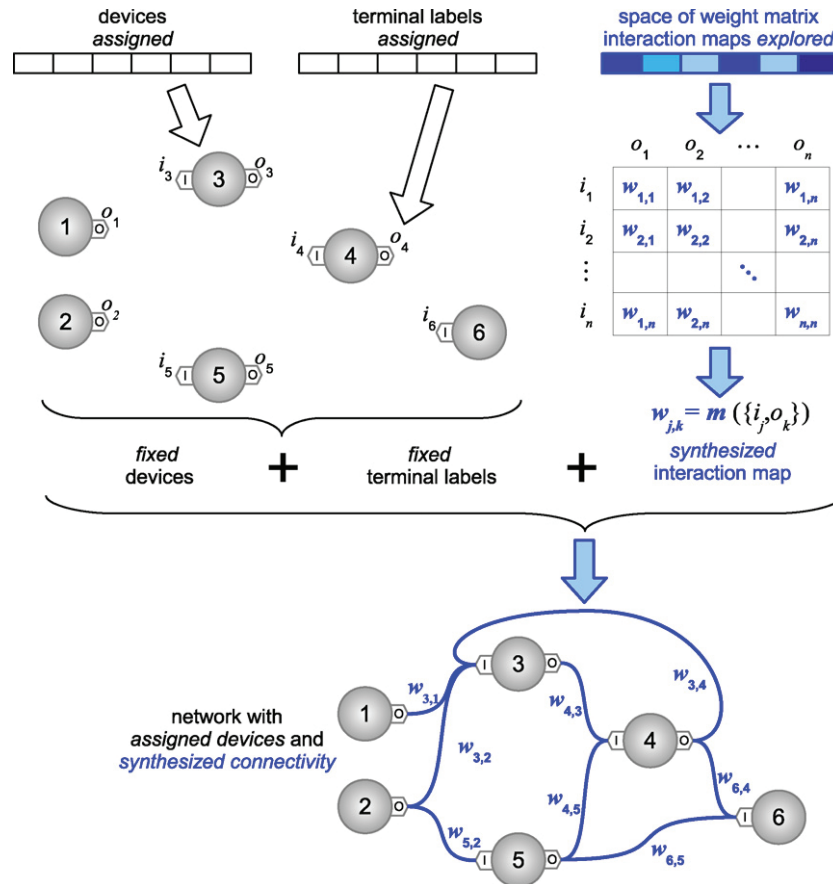 devices
assigned
terminal labels
assigned
space of weight matrix
interaction maps explored
o1 o2 ... on
i1 w1,1 w1,2 w1,n
i2 w2,1 w2,2 w2,n
⋮ ⋱
in w1,n w2,n wn,n
i3 I 3 O o3
1 O o1
i4 I 4 O o4
2 O o2
i6 I 6
i5 I 5 O o5
wj,k = m ({ij,ok})
fixed
devices
+
fixed
terminal labels
+
synthesized
interaction map
network with
assigned devices and
synthesized connectivity
I 3 O
1 O
w3,1
w3,4
w4,3
I 4 O
w3,2
2 O
w4,5
w6,4
I 6
w5,2
I 5 O
w6,5